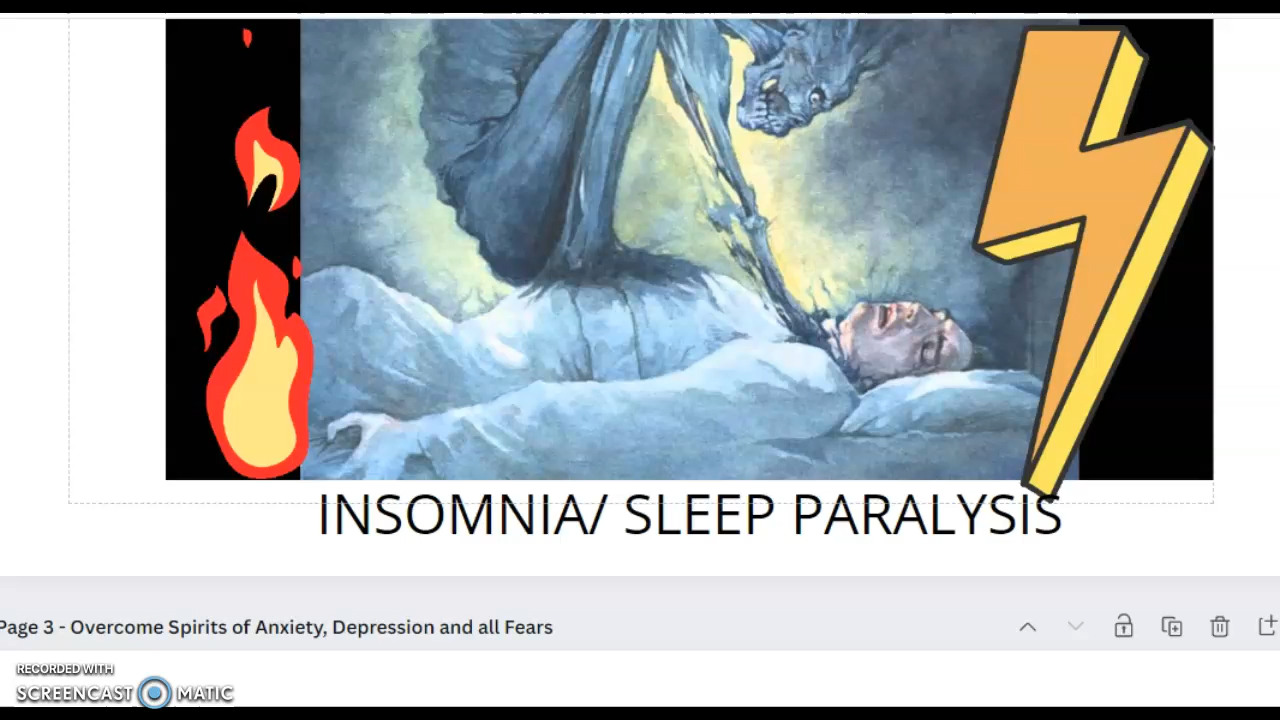 INSOMNIA/ SLEEP PARALYSIS
Page 3 - Overcome Spirits of Anxiety, Depression and all Fears
RECORDED WITH
SCREENCAST MATIC